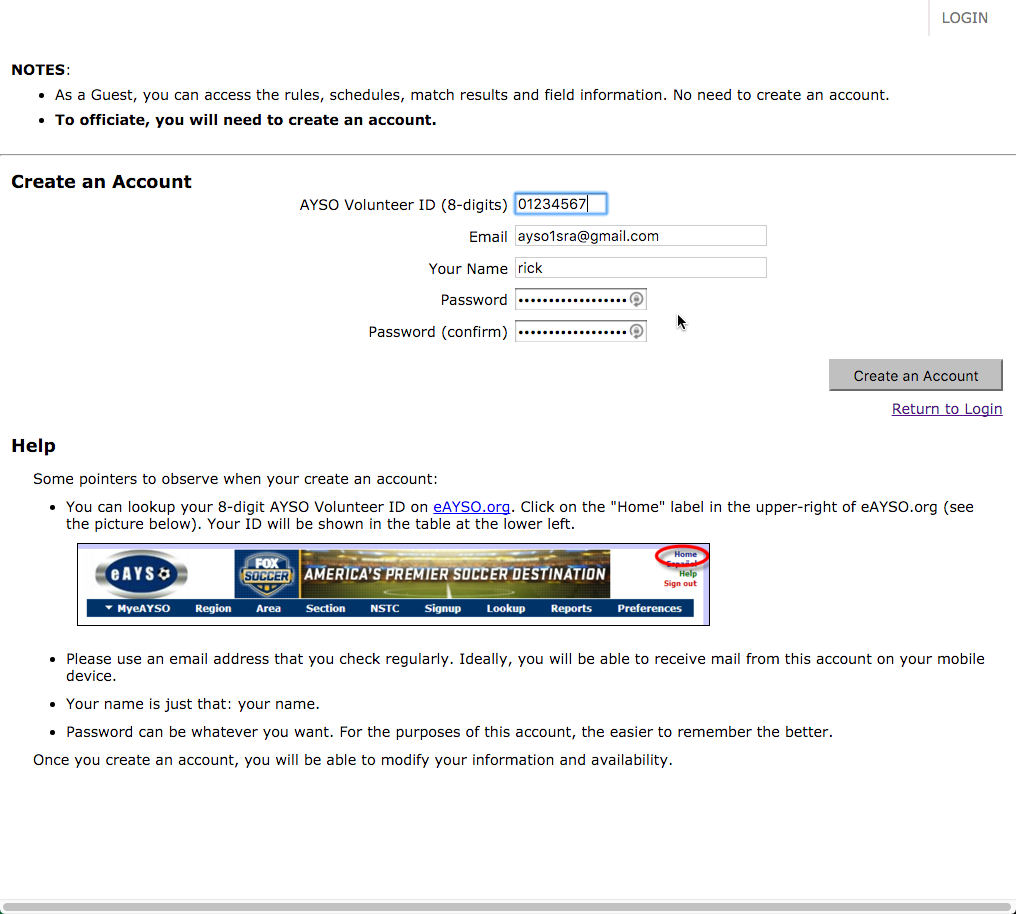 LOGIN
NOTES:
• As a Guest, you can access the rules, schedules, match results and field information. No need to create an account.
• To officiate, you will need to create an account.
Create an Account
AYSO Volunteer ID (8-digits) 01234567
Email ayso1sra@gmail.com
Your Name rick
Password ••••••••••••••••••
Password (confirm) ••••••••••••••••••
Create an Account
Return to Login
Help
Some pointers to observe when your create an account:
• You can lookup your 8-digit AYSO Volunteer ID on eAYSO.org. Click on the "Home" label in the upper-right of eAYSO.org (see
the picture below). Your ID will be shown in the table at the lower left.
eAYSO
FOX
SOCCER
AMERICA'S PREMIER SOCCER DESTINATION
Home
Español
Help
Sign out
MyeAYSO Region Area Section NSTC Signup Lookup Reports Preferences
• Please use an email address that you check regularly. Ideally, you will be able to receive mail from this account on your mobile
device.
• Your name is just that: your name.
• Password can be whatever you want. For the purposes of this account, the easier to remember the better.
Once you create an account, you will be able to modify your information and availability.